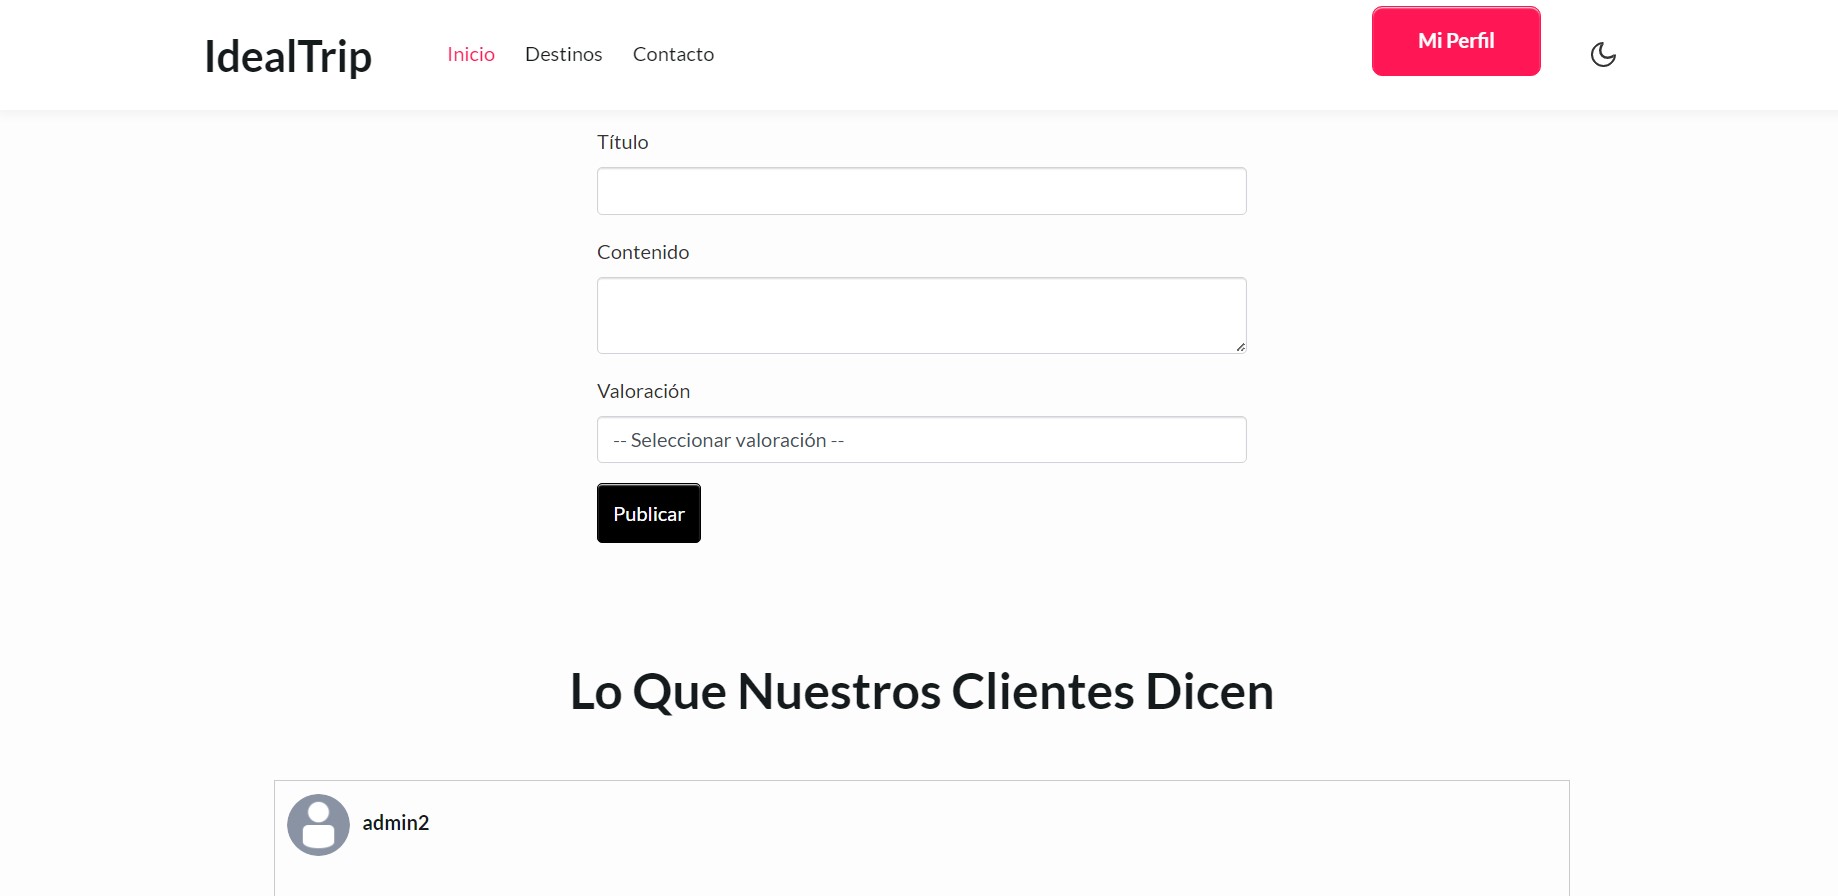 IdealTrip
Inicio
Destinos
Contacto
Mi Perfil
Título
Contenido
Valoración
-- Seleccionar valoración --
Publicar
Lo Que Nuestros Clientes Dicen
admin2